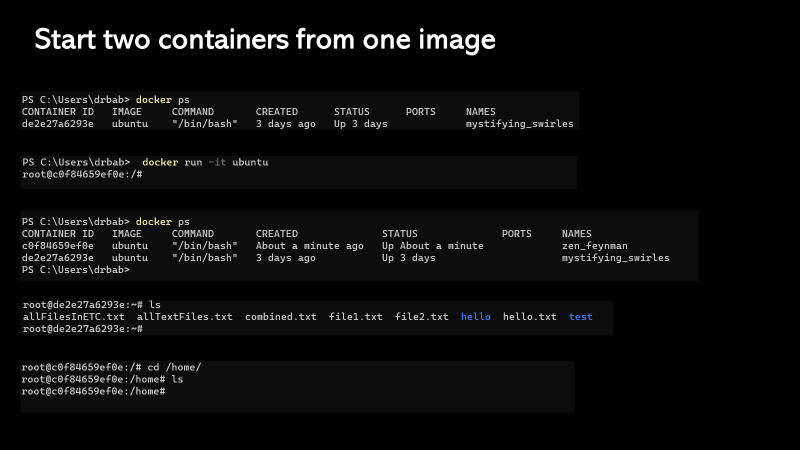 Start two containers from one image
PS C:\Users\drbab> docker ps
CONTAINER ID   IMAGE     COMMAND       CREATED      STATUS      PORTS     NAMES
de2e27a6293e   ubuntu    "/bin/bash"   3 days ago   Up 3 days             mystifying_swirles
PS C:\Users\drbab>  docker run -it ubuntu
root@c0f84659ef0e:/#
PS C:\Users\drbab> docker ps
CONTAINER ID   IMAGE     COMMAND       CREATED              STATUS              PORTS     NAMES
c0f84659ef0e   ubuntu    "/bin/bash"   About a minute ago   Up About a minute             zen_feynman
de2e27a6293e   ubuntu    "/bin/bash"   3 days ago           Up 3 days                     mystifying_swirles
PS C:\Users\drbab>
root@de2e27a6293e:~# ls
allFilesInETC.txt  allTextFiles.txt  combined.txt  file1.txt  file2.txt  hello  hello.txt  test
root@de2e27a6293e:~#
root@c0f84659ef0e:/# cd /home/
root@c0f84659ef0e:/home# ls
root@c0f84659ef0e:/home#